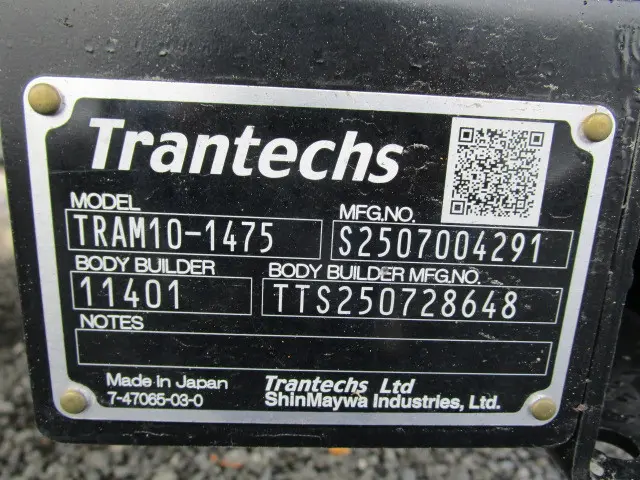 Trantechs
MODEL MFG.NO.
TRAM10-1475 S2507004291
BODY BUILDER BODY BUILDER MFG.NO.
11401 TTS250728648
NOTES
Made in Japan Trantechs Ltd
7-47065-03-0 ShinMaywa Industries, Ltd.